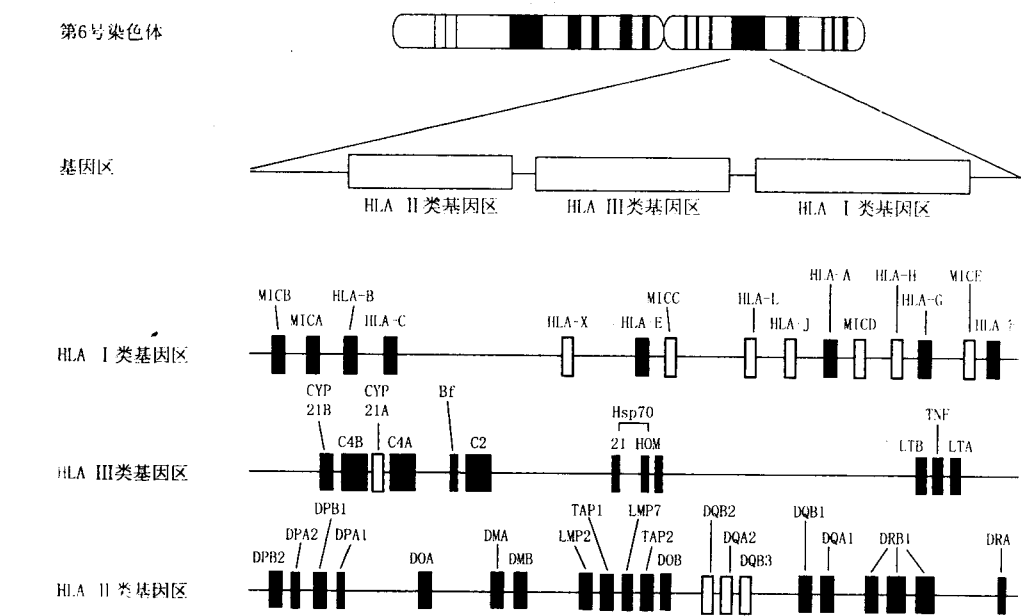 第6号染色体
基因区
HLA II类基因区 HLA III类基因区 HLA I类基因区
HLA-A HLA-H MICE
MICB HLA-B MICC HLA-L HLA-G
MICA HLA-C HLA-X HLA-E HLA-J MICD HLA-F
HLA I类基因区
CYP CYP Bf Hsp70 TNF
21B 21A
C4B C4A C2 21 HOM LTB LTA
HLA III类基因区
DPB1 TAP1 LMP7 DQB2 DQB1
DPA2 DPA1 DMA LMP2 TAP2 DQA2 DQA1 DRB1 DRA
DPB2 DOA DMB DOB DQB3
HLA II类基因区